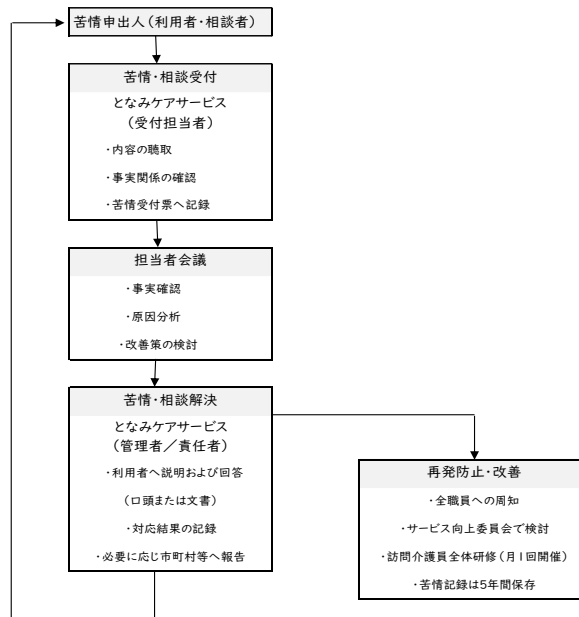 苦情申出人（利用者・相談者）
苦情・相談受付
となみケアサービス
（受付担当者）
・内容の聴取
・事実関係の確認
・苦情受付票へ記録
担当者会議
・事実確認
・原因分析
・改善策の検討
苦情・相談解決
となみケアサービス
（管理者／責任者）
・利用者へ説明および回答
（口頭または文書）
・対応結果の記録
・必要に応じ市町村等へ報告
再発防止・改善
・全職員への周知
・サービス向上委員会で検討
・訪問介護員全体研修（月1回開催）
・苦情記録は5年間保存